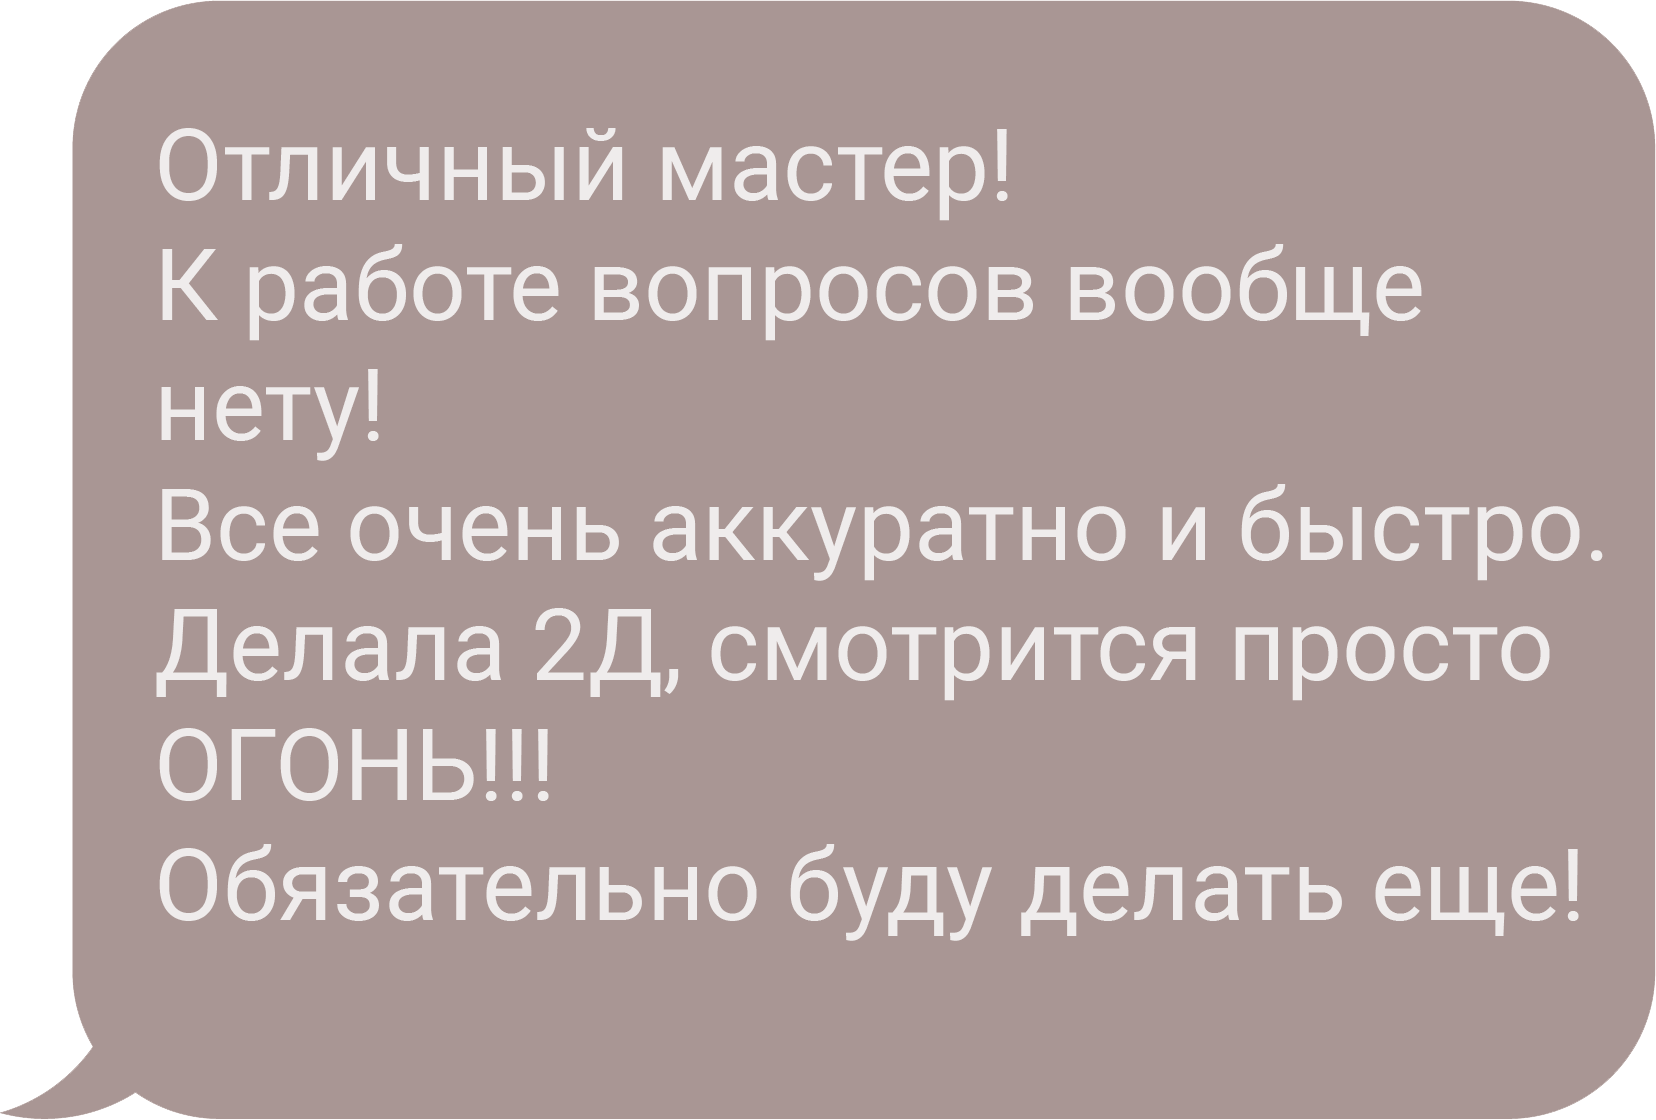 Отличный мастер!
К работе вопросов вообще
нету!
Все очень аккуратно и быстро.
Делала 2Д, смотрится просто
ОГОНЬ!!!
Обязательно буду делать еще!